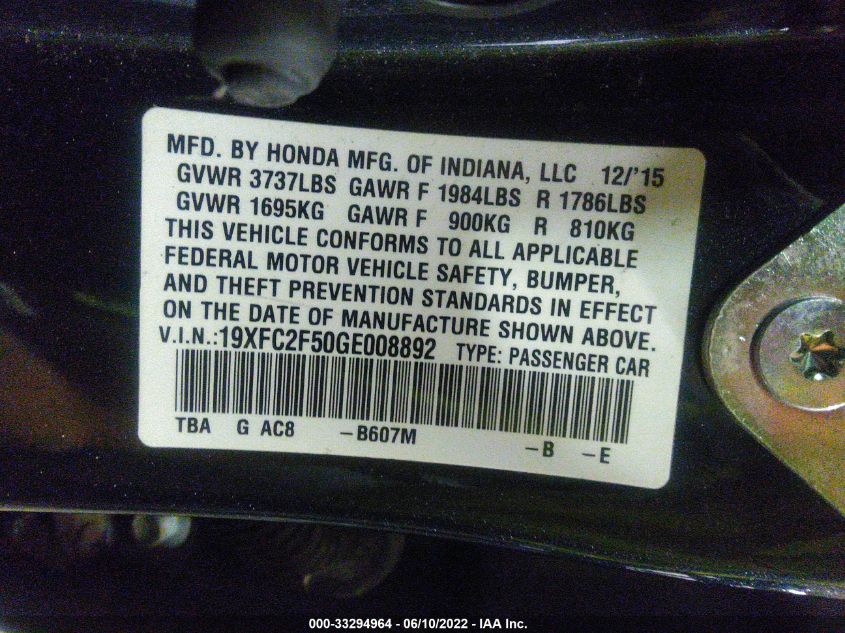 MFD. BY HONDA MFG. OF INDIANA, LLC 12/'15
GVWR 3737LBS GAWR F 1984LBS R 1786LBS
GVWR 1695KG GAWR F 900KG R 810KG
THIS VEHICLE CONFORMS TO ALL APPLICABLE
FEDERAL MOTOR VEHICLE SAFETY, BUMPER,
AND THEFT PREVENTION STANDARDS IN EFFECT
ON THE DATE OF MANUFACTURE SHOWN ABOVE.
V.I.N.:19XFC2F50GE008892 TYPE: PASSENGER CAR
TBA G AC8 –B607M –B –E
000-33294964 - 06/10/2022 - IAA Inc.